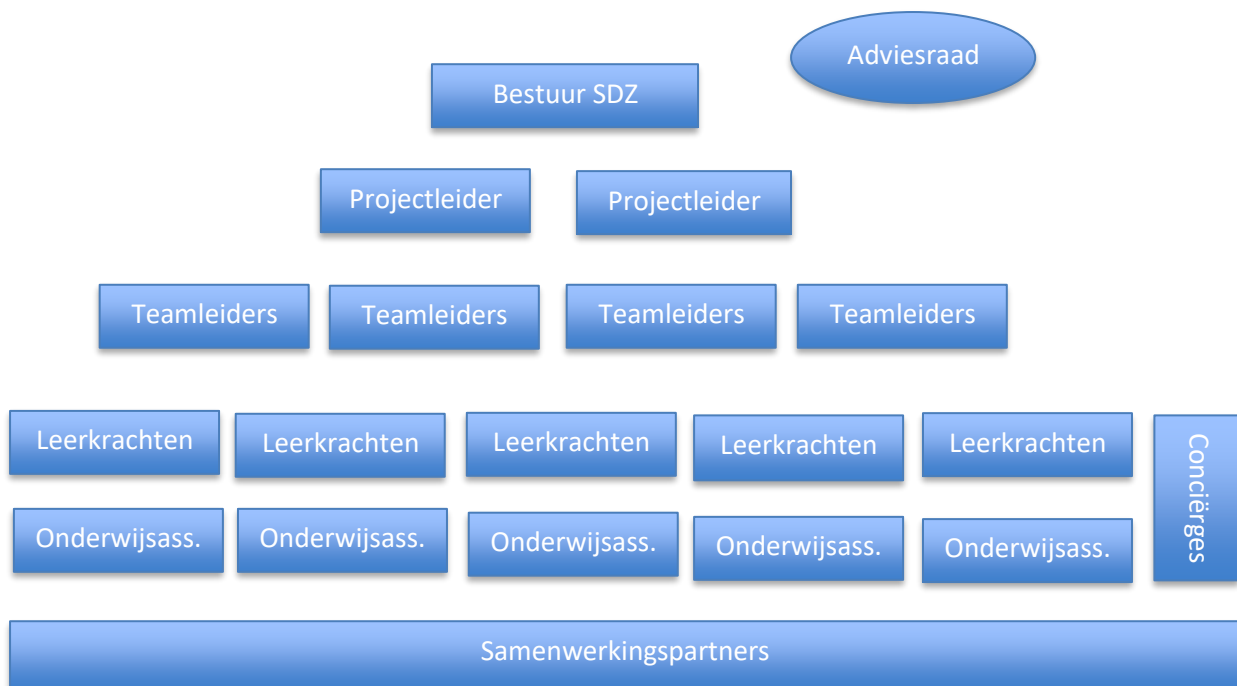 Adviesraad
Bestuur SDZ
Projectleider
Projectleider
Teamleiders
Teamleiders
Teamleiders
Teamleiders
Leerkrachten
Leerkrachten
Leerkrachten
Leerkrachten
Leerkrachten
Conciërges
Onderwijsass.
Onderwijsass.
Onderwijsass.
Onderwijsass.
Onderwijsass.
Samenwerkingspartners